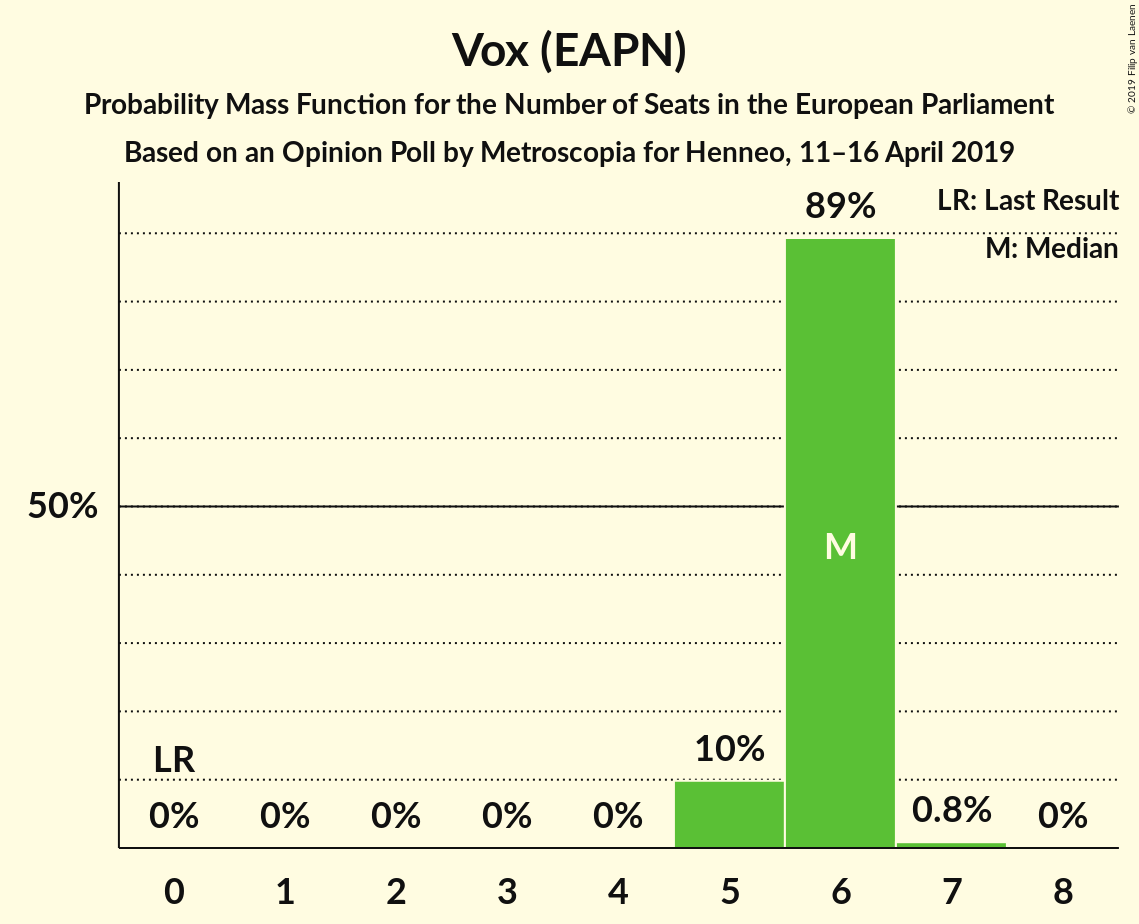 Vox (EAPN)
Probability Mass Function for the Number of Seats in the European Parliament
Based on an Opinion Poll by Metroscopia for Henneo, 11–16 April 2019
© 2019 Filip van Laenen
LR: Last Result
M: Median
89%
50%
M
LR
10%
0% 0% 0% 0% 0% 0.8% 0%
0 1 2 3 4 5 6 7 8